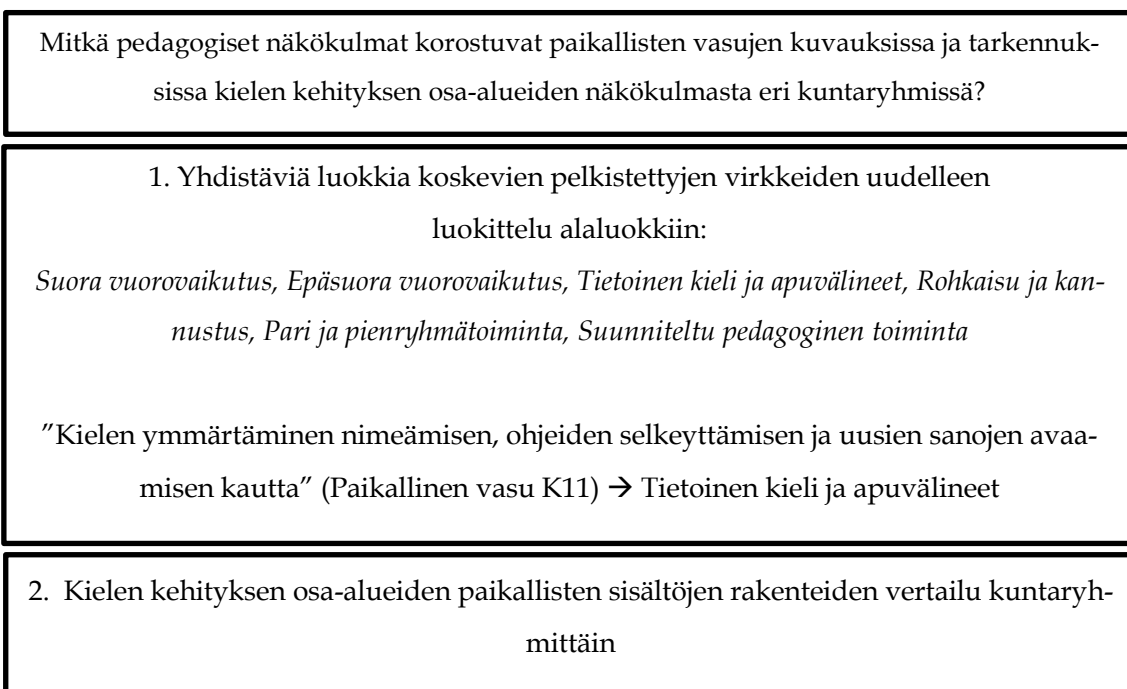 Mitkä pedagogiset näkökulmat korostuvat paikallisten vasujen kuvauksissa ja tarkennuk-
sissa kielen kehityksen osa-alueiden näkökulmasta eri kuntaryhmissä?
1. Yhdistäviä luokkia koskevien pelkistettyjen virkkeiden uudelleen
luokittelu alaluokkiin:
Suora vuorovaikutus, Epäsuora vuorovaikutus, Tietoinen kieli ja apuvälineet, Rohkaisu ja kan-
nustus, Pari ja pienryhmätoiminta, Suunniteltu pedagoginen toiminta
”Kielen ymmärtäminen nimeämisen, ohjeiden selkeyttämisen ja uusien sanojen avaa-
misen kautta” (Paikallinen vasu K11) → Tietoinen kieli ja apuvälineet
2. Kielen kehityksen osa-alueiden paikallisten sisältöjen rakenteiden vertailu kuntaryh-
mittäin